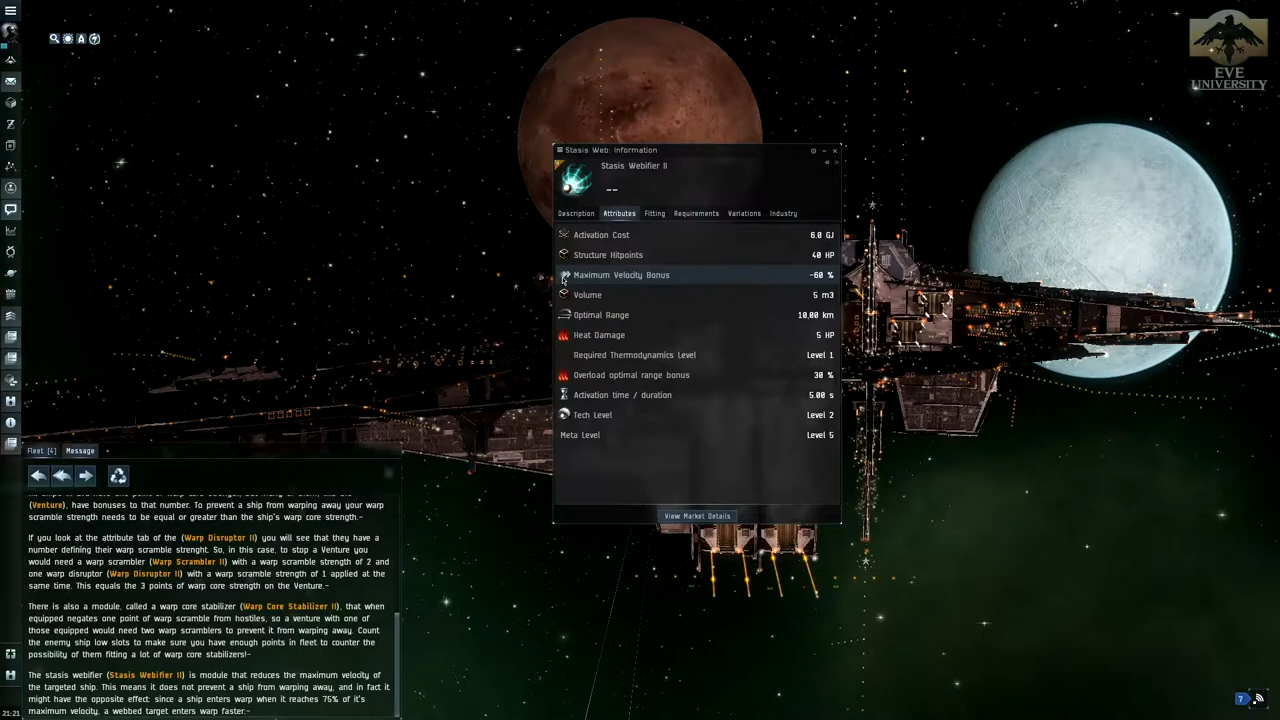 EVE
UNIVERSITY
Stasis Web: Information
Stasis Webifier II
--
Description Attributes Fitting Requirements Variations Industry
Activation Cost 6.0 GJ
Structure Hitpoints 40 HP
Maximum Velocity Bonus -60 %
Volume 5 m3
Optimal Range 10.00 km
Heat Damage 5 HP
Required Thermodynamics Level Level 1
Overload optimal range bonus 30 %
Activation time / duration 5.00 s
Tech Level Level 2
Meta Level Level 5
View Market Details
Fleet [4] Message
(Venture), have bonuses to that number. To prevent a ship from warping away your warp
scramble strength needs to be equal or greater than the ship's warp core strength.-
If you look at the attribute tab of the (Warp Disruptor II) you will see that they have a
number defining their warp scramble strenght. So, in this case, to stop a Venture you
would need a warp scrambler (Warp Scrambler II) with a warp scramble strength of 2 and
one warp disruptor (Warp Disruptor II) with a warp scramble strength of 1 applied at the
same time. This equals the 3 points of warp core strength on the Venture.-
There is also a module, called a warp core stabilizer (Warp Core Stabilizer II), that when
equipped negates one point of warp scramble from hostiles, so a venture with one of
those equipped would need two warp scramblers to prevent it from warping away. Count
the enemy ship low slots to make sure you have enough points in fleet to counter the
possibility of them fitting a lot of warp core stabilizers!-
The stasis webifier (Stasis Webifier II) is module that reduces the maximum velocity of
the targeted ship. This means it does not prevent a ship from warping away, and in fact it
might have the opposite effect: since a ship enters warp when it reaches 75% of it's
maximum velocity, a webbed target enters warp faster.-
21:21
7